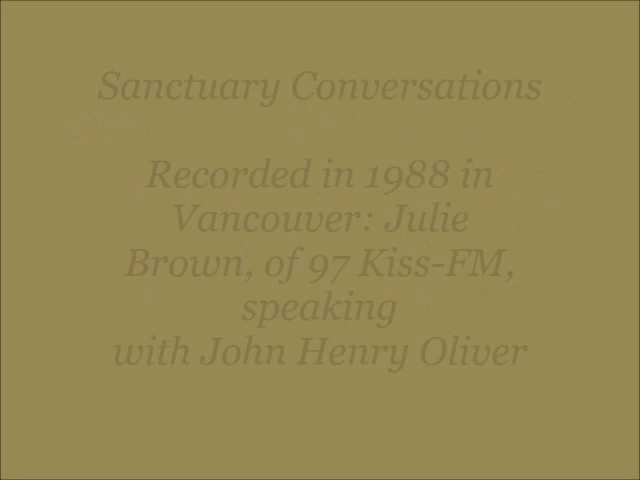 Sanctuary Conversations
Recorded in 1988 in
Vancouver: Julie
Brown, of 97 Kiss-FM,
speaking
with John Henry Oliver